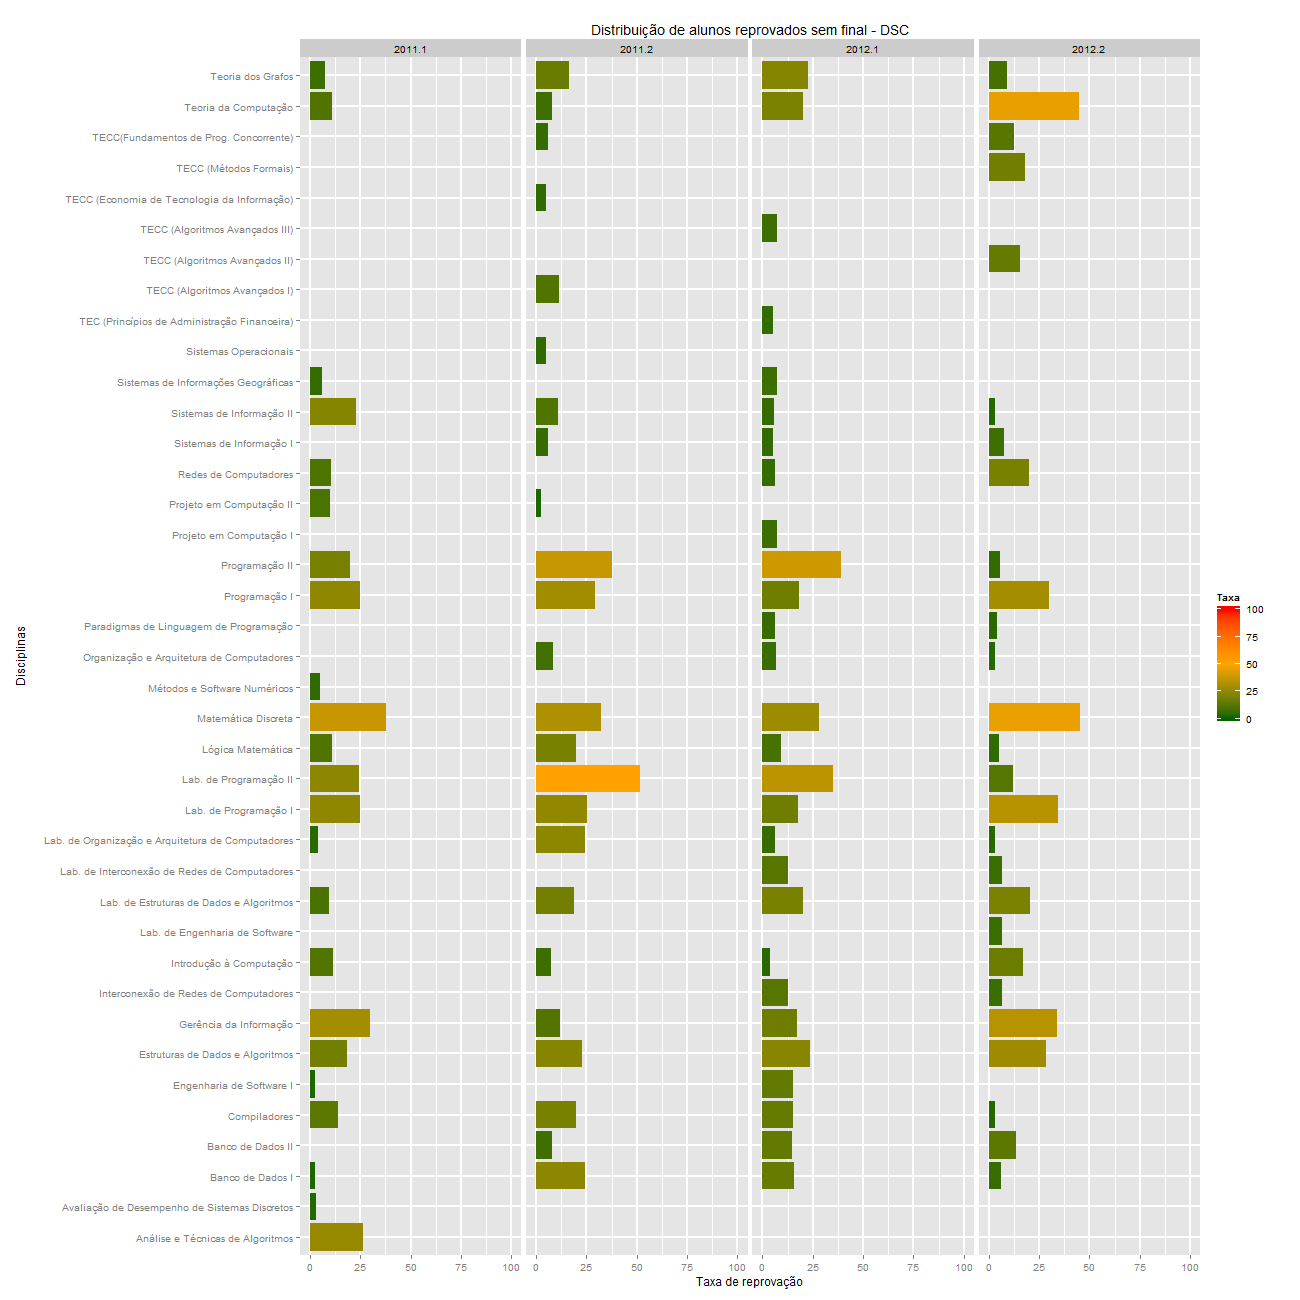 Distribuição de alunos reprovados sem final - DSC
2011.1 2011.2 2012.1 2012.2
Teoria dos Grafos
Teoria da Computação
TECC(Fundamentos de Prog. Concorrente)
TECC (Métodos Formais)
TECC (Economia de Tecnologia da Informação)
TECC (Algoritmos Avançados III)
TECC (Algoritmos Avançados II)
TECC (Algoritmos Avançados I)
TEC (Princípios de Administração Financeira)
Sistemas Operacionais
Sistemas de Informações Geográficas
Sistemas de Informação II
Sistemas de Informação I
Redes de Computadores
Projeto em Computação II
Projeto em Computação I
Programação II
Programação I
Paradigmas de Linguagem de Programação
Organização e Arquitetura de Computadores
Métodos e Software Numéricos
Matemática Discreta
Lógica Matemática
Lab. de Programação II
Lab. de Programação I
Lab. de Organização e Arquitetura de Computadores
Lab. de Interconexão de Redes de Computadores
Lab. de Estruturas de Dados e Algoritmos
Lab. de Engenharia de Software
Introdução à Computação
Interconexão de Redes de Computadores
Gerência da Informação
Estruturas de Dados e Algoritmos
Engenharia de Software I
Compiladores
Banco de Dados II
Banco de Dados I
Avaliação de Desempenho de Sistemas Discretos
Análise e Técnicas de Algoritmos
Disciplinas
0 25 50 75 100 0 25 50 75 100 0 25 50 75 100 0 25 50 75 100
Taxa de reprovação
Taxa
100
75
50
25
0